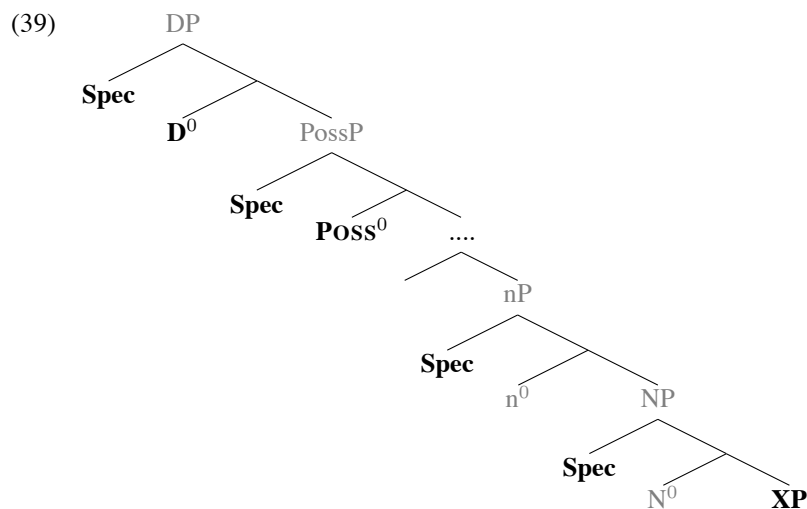 (39) DP
Spec
D⁰ PossP
Spec
POSS⁰ ....
nP
Spec
n⁰ NP
Spec
N⁰ XP